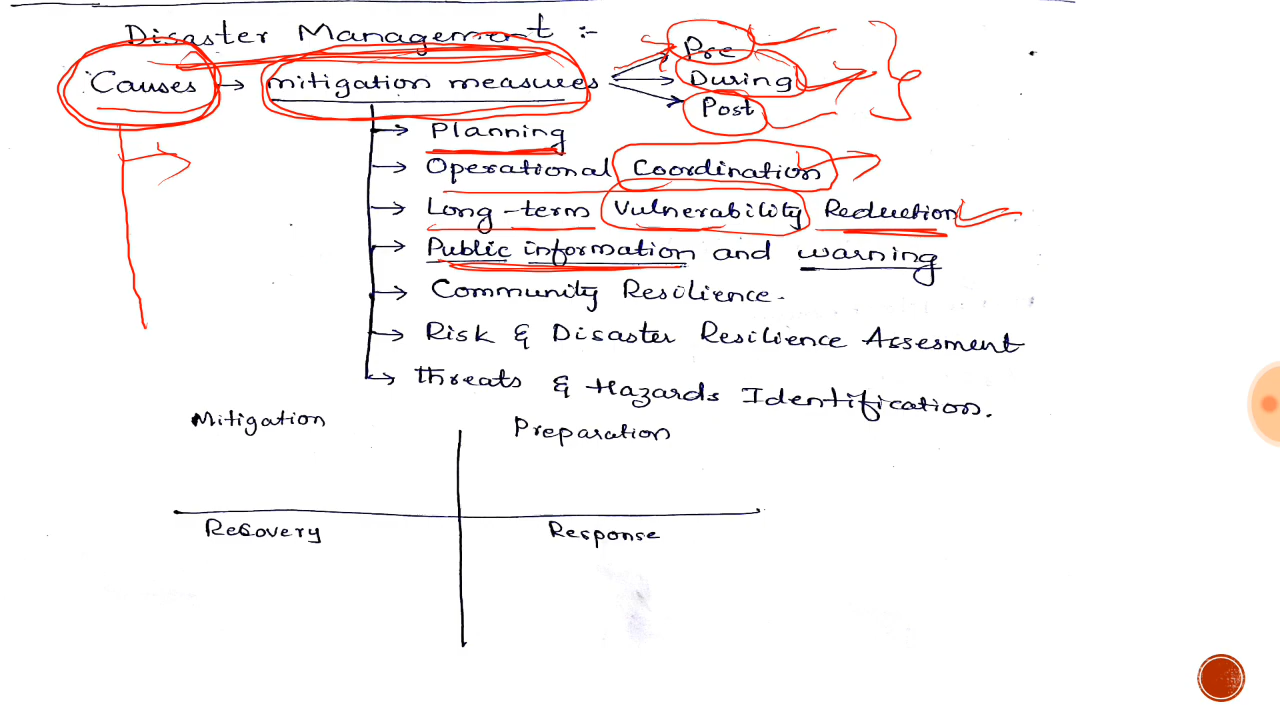 Disaster Management :-
Causes → mitigation measures
Pre
During
Post
→ Planning
→ Operational Coordination
→ Long-term Vulnerability Reduction
→ Public information and warning
→ Community Resilience.
→ Risk & Disaster Resilience Assesment
→ threats & Hazards Identification.
Mitigation Preparation
Recovery Response